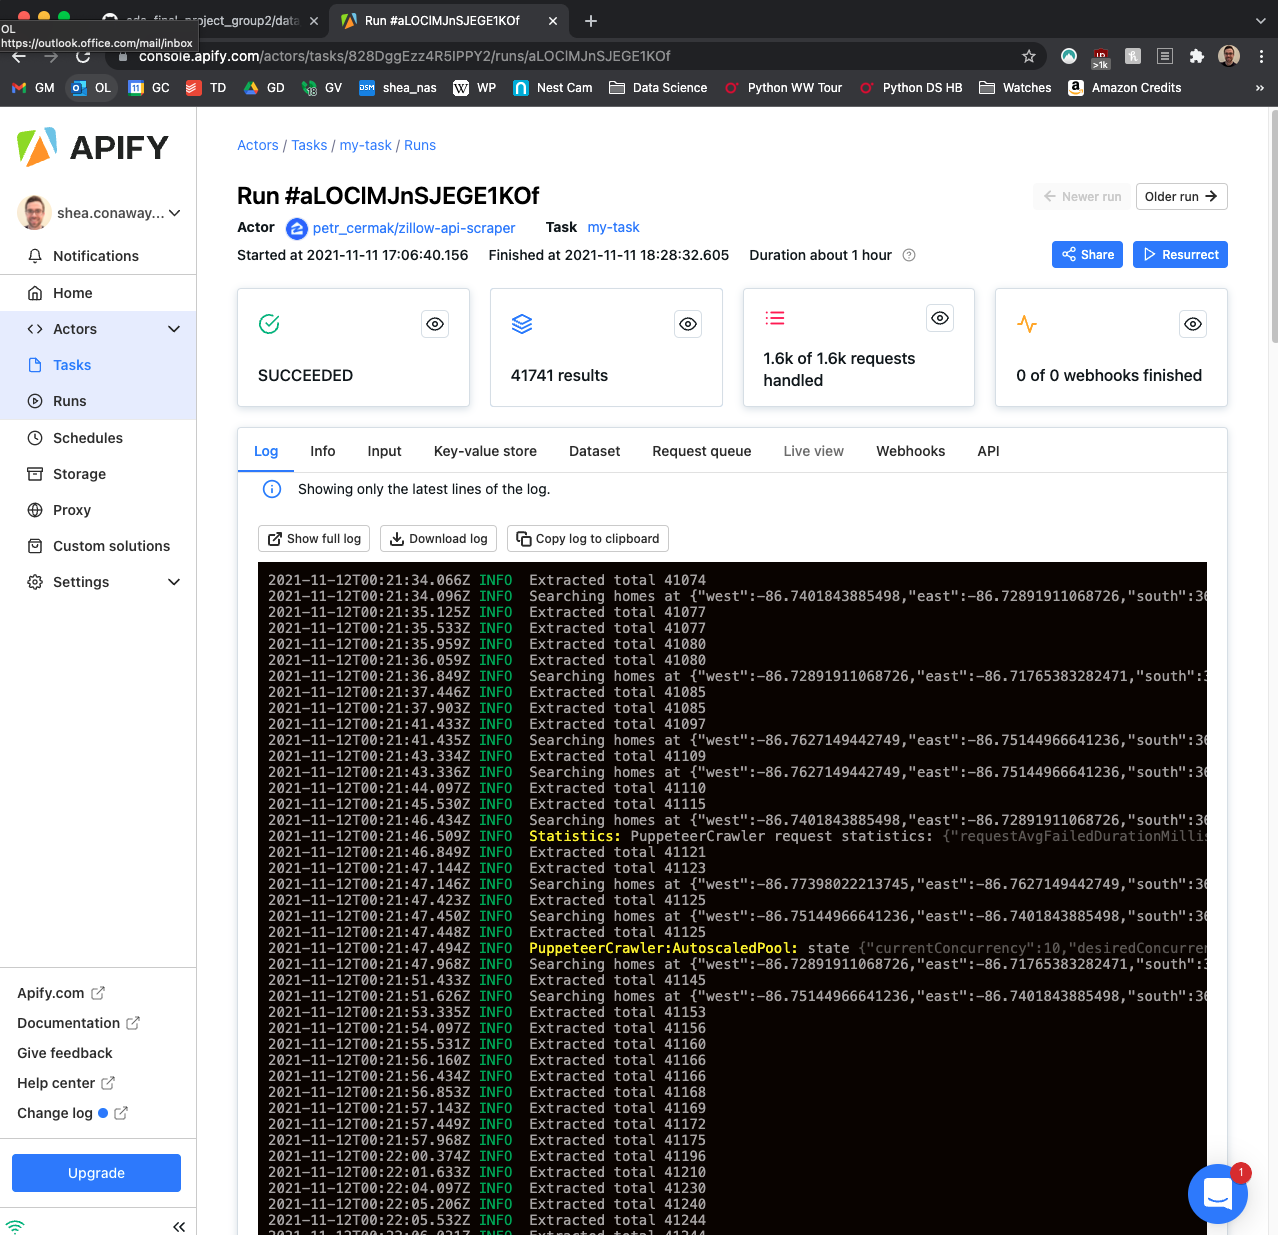 OL
https://outlook.office.com/mail/inbox
project_group2/data
Run #aLOCIMJnSJEGE1KOf
console.apify.com/actors/tasks/828DggEzz4R5IPPY2/runs/aLOCIMJnSJEGE1KOf
>1k
GM OL GC TD GD GV shea_nas WP Nest Cam Data Science Python WW Tour Python DS HB Watches Amazon Credits »
APIFY
shea.conaway...
Notifications
Home
Actors
Tasks
Runs
Schedules
Storage
Proxy
Custom solutions
Settings
Apify.com
Documentation
Give feedback
Help center
Change log
Upgrade
Actors / Tasks / my-task / Runs
Run #aLOCIMJnSJEGE1KOf
Newer run
Older run
Actor petr_cermak/zillow-api-scraper Task my-task
Started at 2021-11-11 17:06:40.156 Finished at 2021-11-11 18:28:32.605 Duration about 1 hour
Share
Resurrect
SUCCEEDED
41741 results
1.6k of 1.6k requests
handled
0 of 0 webhooks finished
Log Info Input Key-value store Dataset Request queue Live view Webhooks API
Showing only the latest lines of the log.
Show full log Download log Copy log to clipboard
2021-11-12T00:21:34.066Z INFO Extracted total 41074
2021-11-12T00:21:34.096Z INFO Searching homes at {"west":-86.7401843885498,"east":-86.72891911068726,"south":36
2021-11-12T00:21:35.125Z INFO Extracted total 41077
2021-11-12T00:21:35.533Z INFO Extracted total 41077
2021-11-12T00:21:35.959Z INFO Extracted total 41080
2021-11-12T00:21:36.059Z INFO Extracted total 41080
2021-11-12T00:21:36.849Z INFO Searching homes at {"west":-86.72891911068726,"east":-86.71765383282471,"south":3
2021-11-12T00:21:37.446Z INFO Extracted total 41085
2021-11-12T00:21:37.903Z INFO Extracted total 41085
2021-11-12T00:21:41.433Z INFO Extracted total 41097
2021-11-12T00:21:41.435Z INFO Searching homes at {"west":-86.7627149442749,"east":-86.75144966641236,"south":36
2021-11-12T00:21:43.334Z INFO Extracted total 41109
2021-11-12T00:21:43.336Z INFO Searching homes at {"west":-86.7627149442749,"east":-86.75144966641236,"south":36
2021-11-12T00:21:44.097Z INFO Extracted total 41110
2021-11-12T00:21:45.530Z INFO Extracted total 41115
2021-11-12T00:21:46.434Z INFO Searching homes at {"west":-86.7401843885498,"east":-86.72891911068726,"south":36
2021-11-12T00:21:46.509Z INFO Statistics: PuppeteerCrawler request statistics: {"requestAvgFailedDurationMillis
2021-11-12T00:21:46.849Z INFO Extracted total 41121
2021-11-12T00:21:47.144Z INFO Extracted total 41123
2021-11-12T00:21:47.146Z INFO Searching homes at {"west":-86.77398022213745,"east":-86.7627149442749,"south":36
2021-11-12T00:21:47.423Z INFO Extracted total 41125
2021-11-12T00:21:47.450Z INFO Searching homes at {"west":-86.75144966641236,"east":-86.7401843885498,"south":36
2021-11-12T00:21:47.448Z INFO Extracted total 41125
2021-11-12T00:21:47.494Z INFO PuppeteerCrawler:AutoscaledPool: state {"currentConcurrency":10,"desiredConcurren
2021-11-12T00:21:47.968Z INFO Searching homes at {"west":-86.72891911068726,"east":-86.71765383282471,"south":3
2021-11-12T00:21:51.433Z INFO Extracted total 41145
2021-11-12T00:21:51.626Z INFO Searching homes at {"west":-86.75144966641236,"east":-86.7401843885498,"south":36
2021-11-12T00:21:53.335Z INFO Extracted total 41153
2021-11-12T00:21:54.097Z INFO Extracted total 41156
2021-11-12T00:21:55.531Z INFO Extracted total 41160
2021-11-12T00:21:56.160Z INFO Extracted total 41166
2021-11-12T00:21:56.434Z INFO Extracted total 41166
2021-11-12T00:21:56.853Z INFO Extracted total 41168
2021-11-12T00:21:57.143Z INFO Extracted total 41169
2021-11-12T00:21:57.449Z INFO Extracted total 41172
2021-11-12T00:21:57.968Z INFO Extracted total 41175
2021-11-12T00:22:00.374Z INFO Extracted total 41196
2021-11-12T00:22:01.633Z INFO Extracted total 41210
2021-11-12T00:22:04.097Z INFO Extracted total 41230
2021-11-12T00:22:05.206Z INFO Extracted total 41240
2021-11-12T00:22:05.532Z INFO Extracted total 41244
1